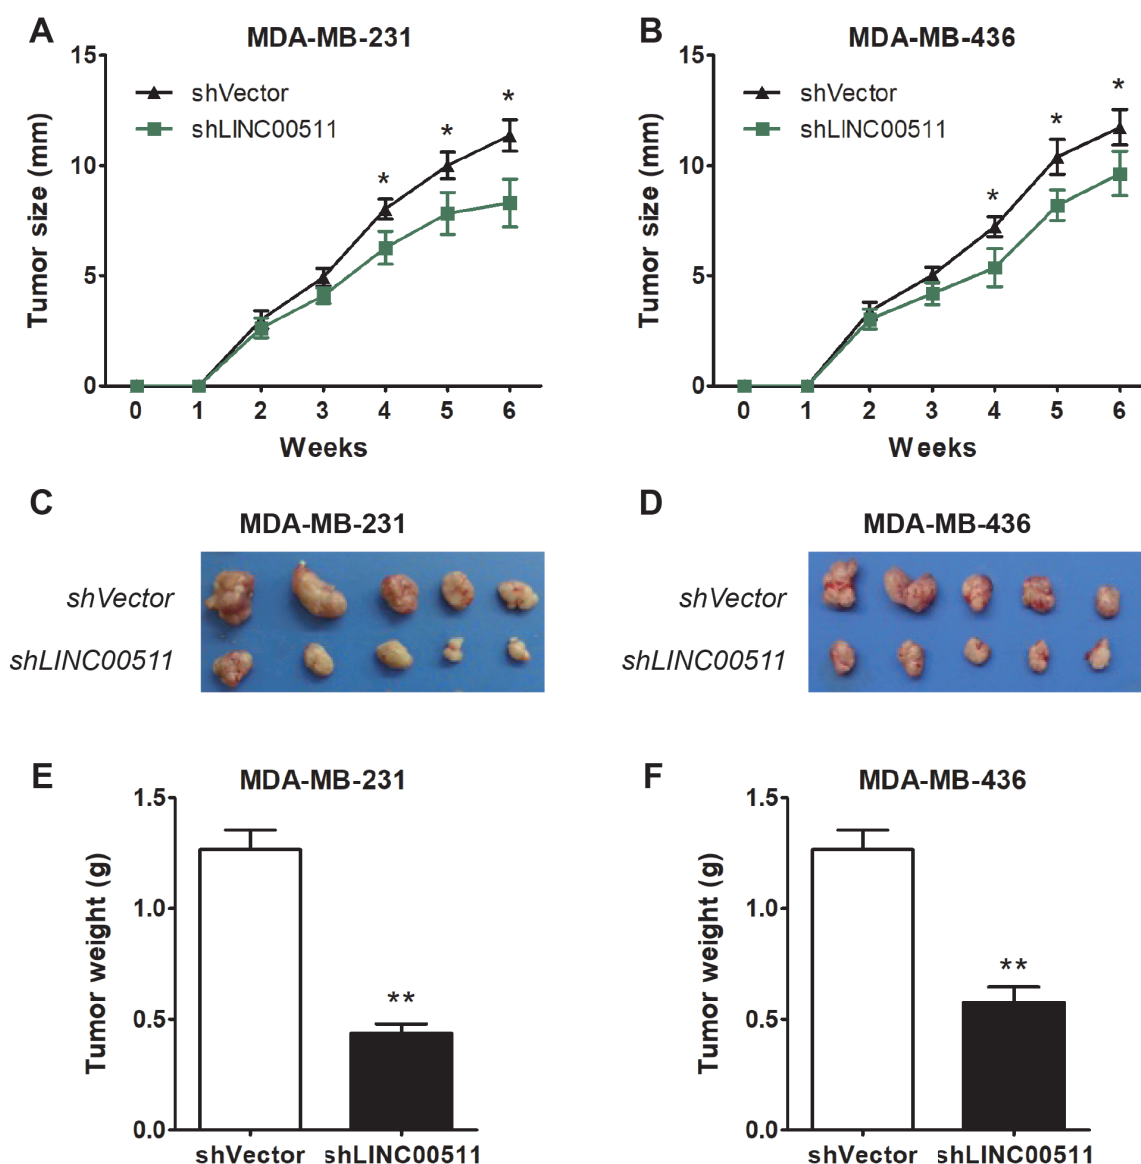 A
MDA-MB-231
15
10
5
0
Tumor size (mm)
shVector
shLINC00511
*
*
*
0 1 2 3 4 5 6
Weeks
B
MDA-MB-436
15
10
5
0
Tumor size (mm)
shVector
shLINC00511
*
*
*
0 1 2 3 4 5 6
Weeks
C
MDA-MB-231
shVector
shLINC00511
D
MDA-MB-436
shVector
shLINC00511
E
MDA-MB-231
1.5
1.0
0.5
0.0
Tumor weight (g)
**
shVector shLINC00511
F
MDA-MB-436
1.5
1.0
0.5
0.0
Tumor weight (g)
**
shVector shLINC00511